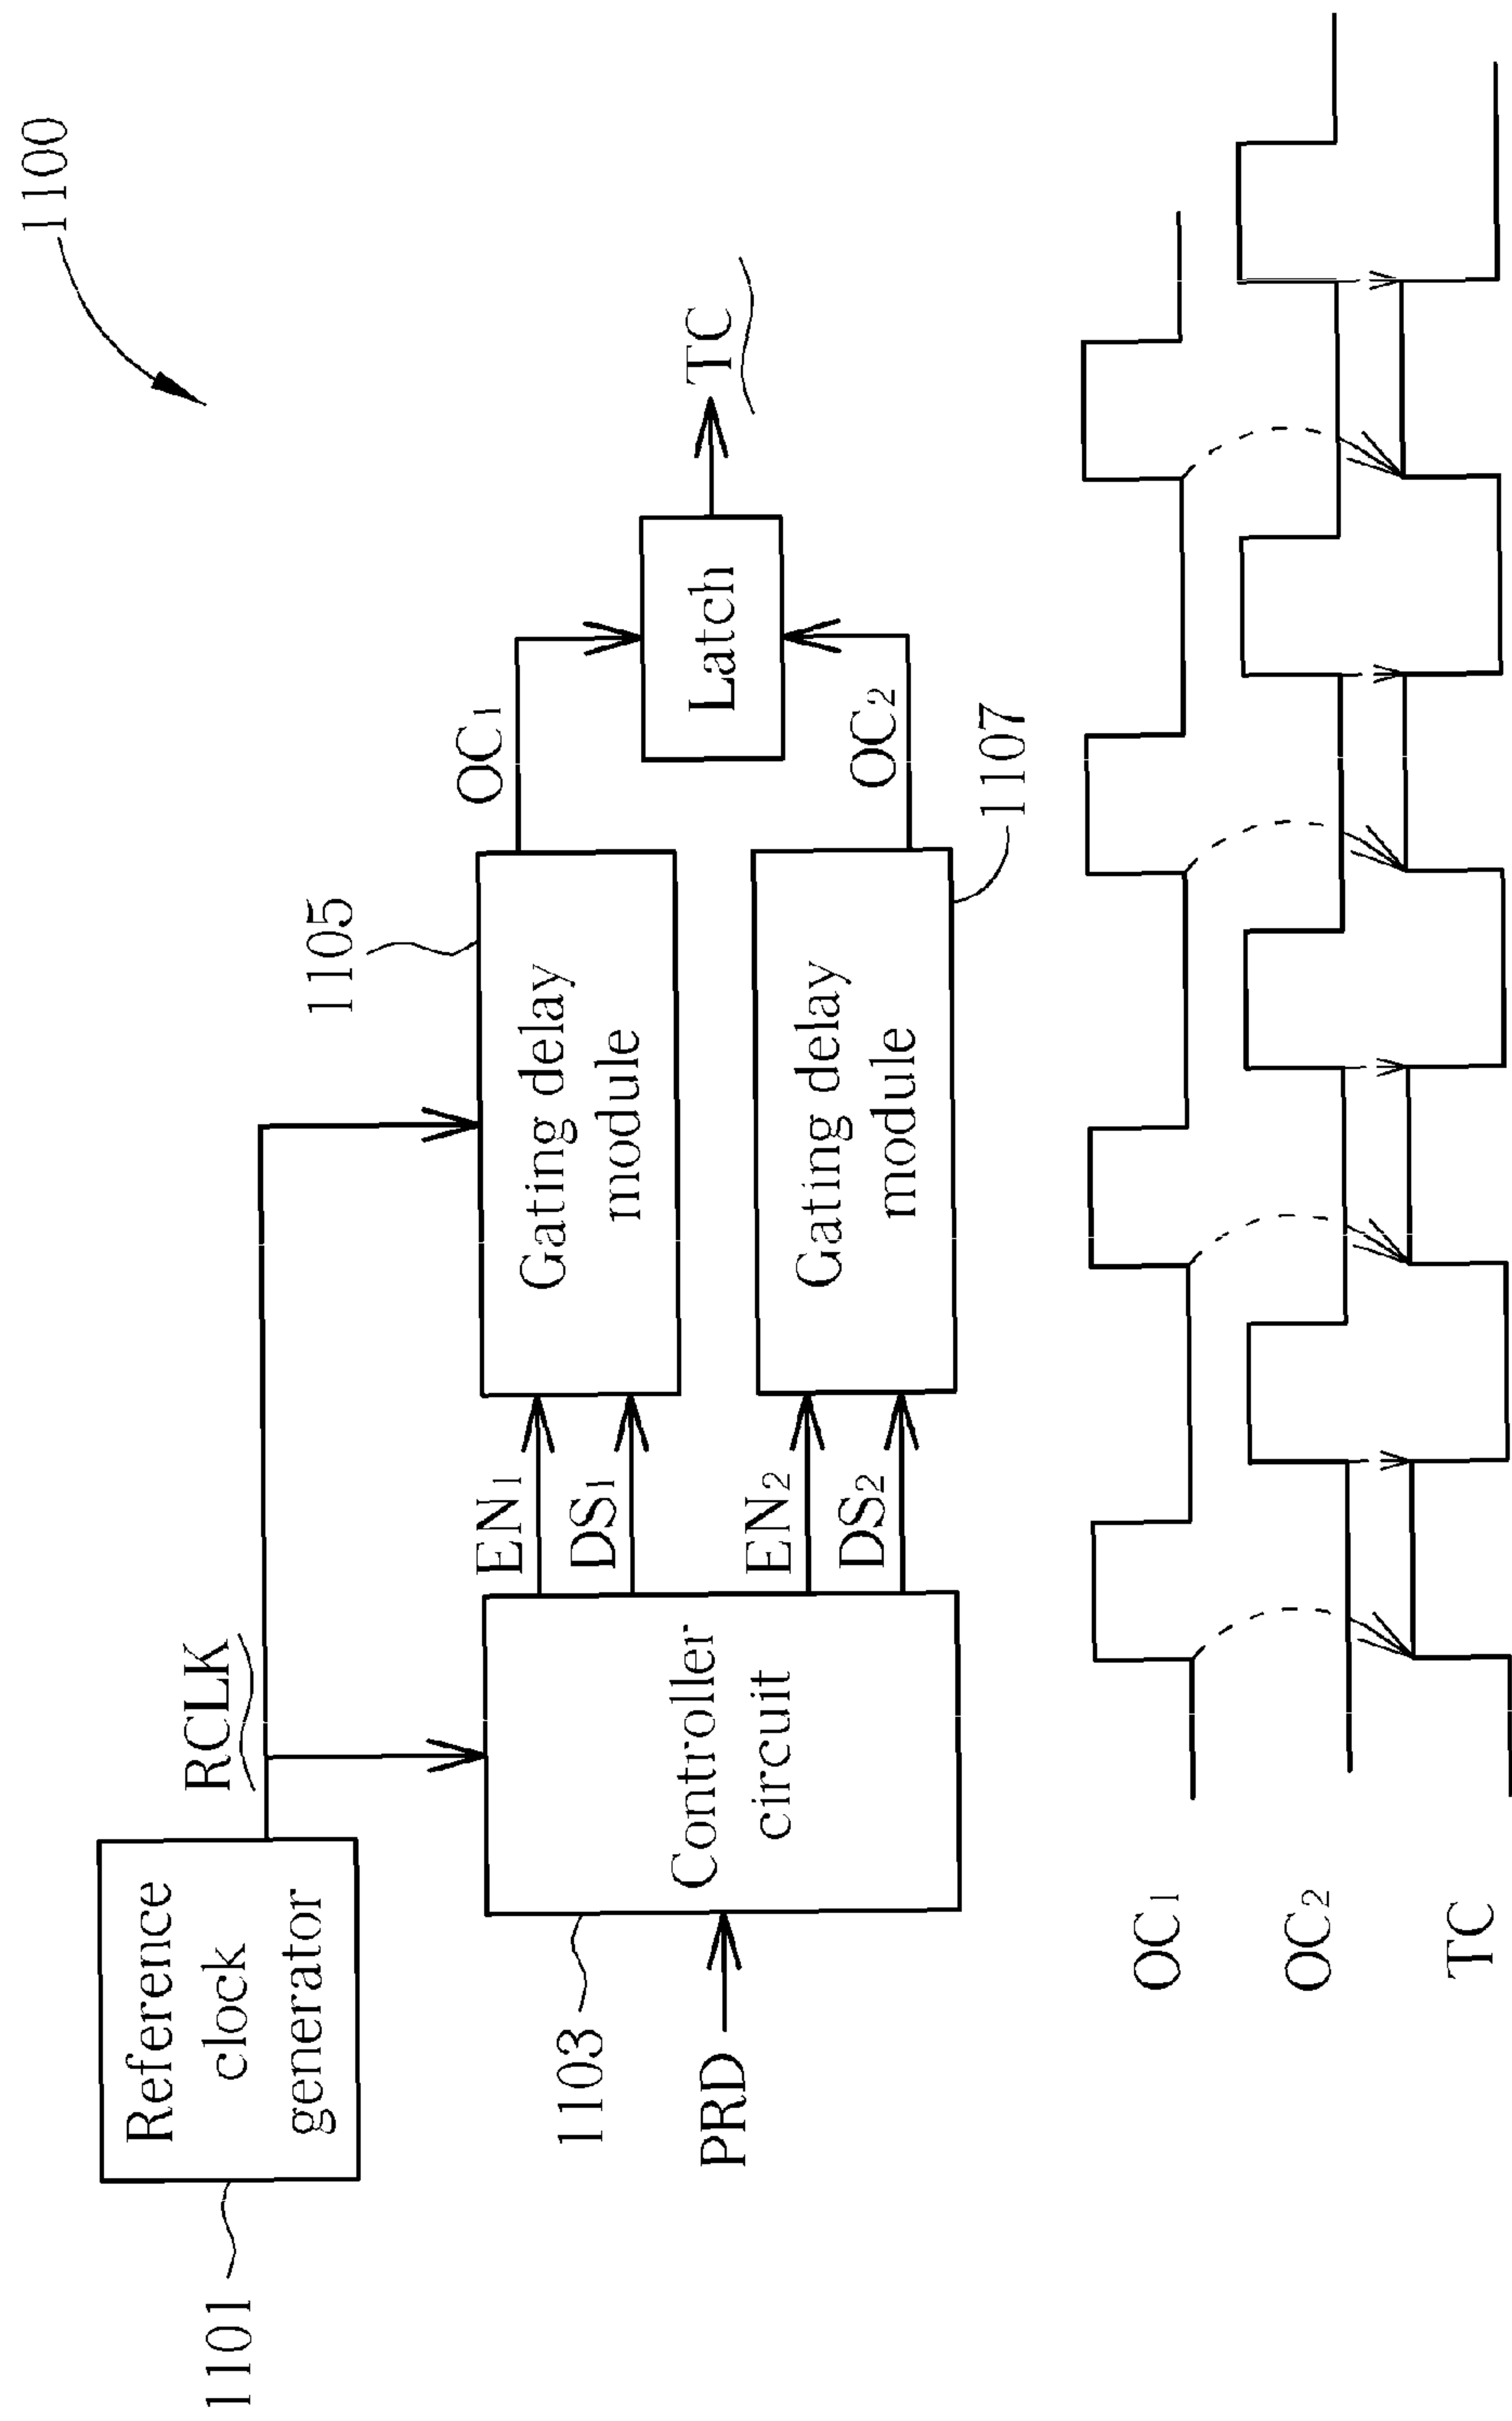 1100
1101
Reference
clock
generator
RCLK
1103
PRD
Controller
circuit
EN1
DS1
EN2
DS2
1105
Gating delay
module
Gating delay
module
1107
OC1
OC2
Latch
TC
OC1
OC2
TC